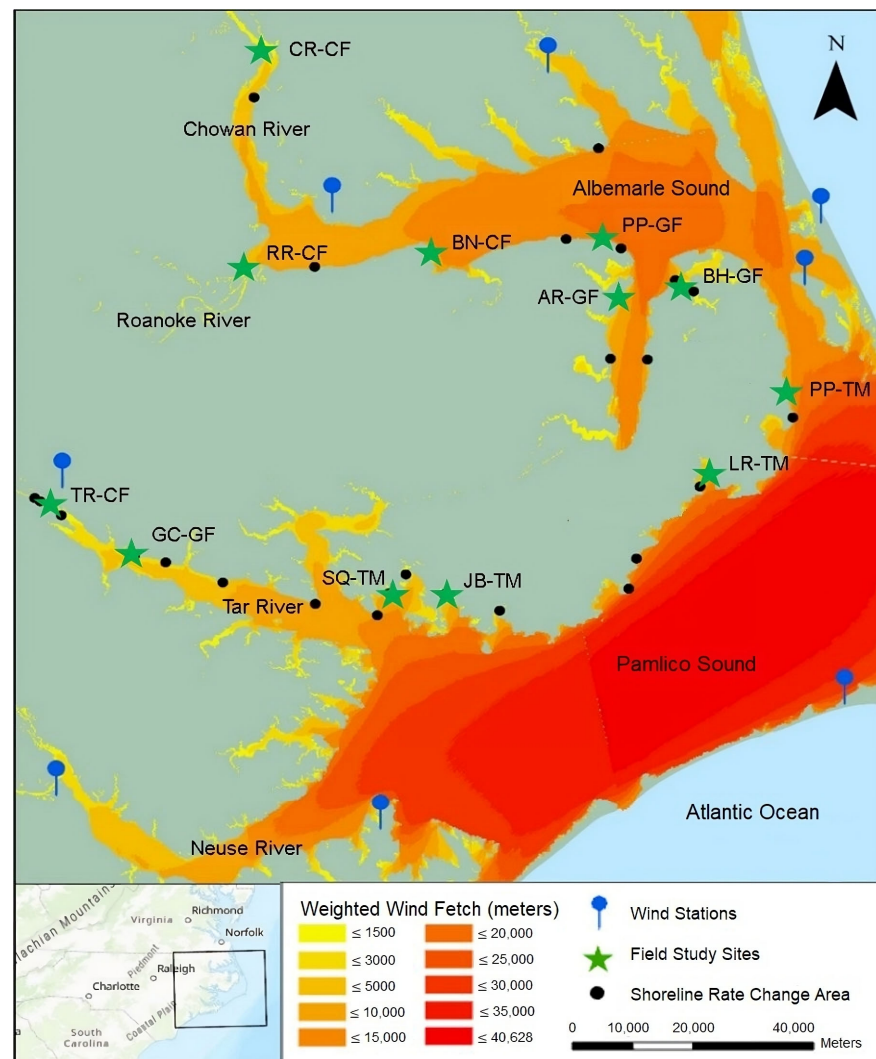 CR-CF
N
Chowan River
Albemarle Sound
PP-GF
BN-CF
RR-CF
BH-GF
AR-GF
Roanoke River
PP-TM
LR-TM
TR-CF
GC-GF
SQ-TM
JB-TM
Tar River
Pamlico Sound
Atlantic Ocean
Neuse River
Richmond
Virginia
Norfolk
Piedmont
Raleigh
Charlotte
Coastal Plain
South
Carolina
Weighted Wind Fetch (meters)
≤ 1500
≤ 3000
≤ 5000
≤ 10,000
≤ 15,000
≤ 20,000
≤ 25,000
≤ 30,000
≤ 35,000
≤ 40,628
Wind Stations
Field Study Sites
Shoreline Rate Change Area
0 10,000 20,000 40,000
Meters